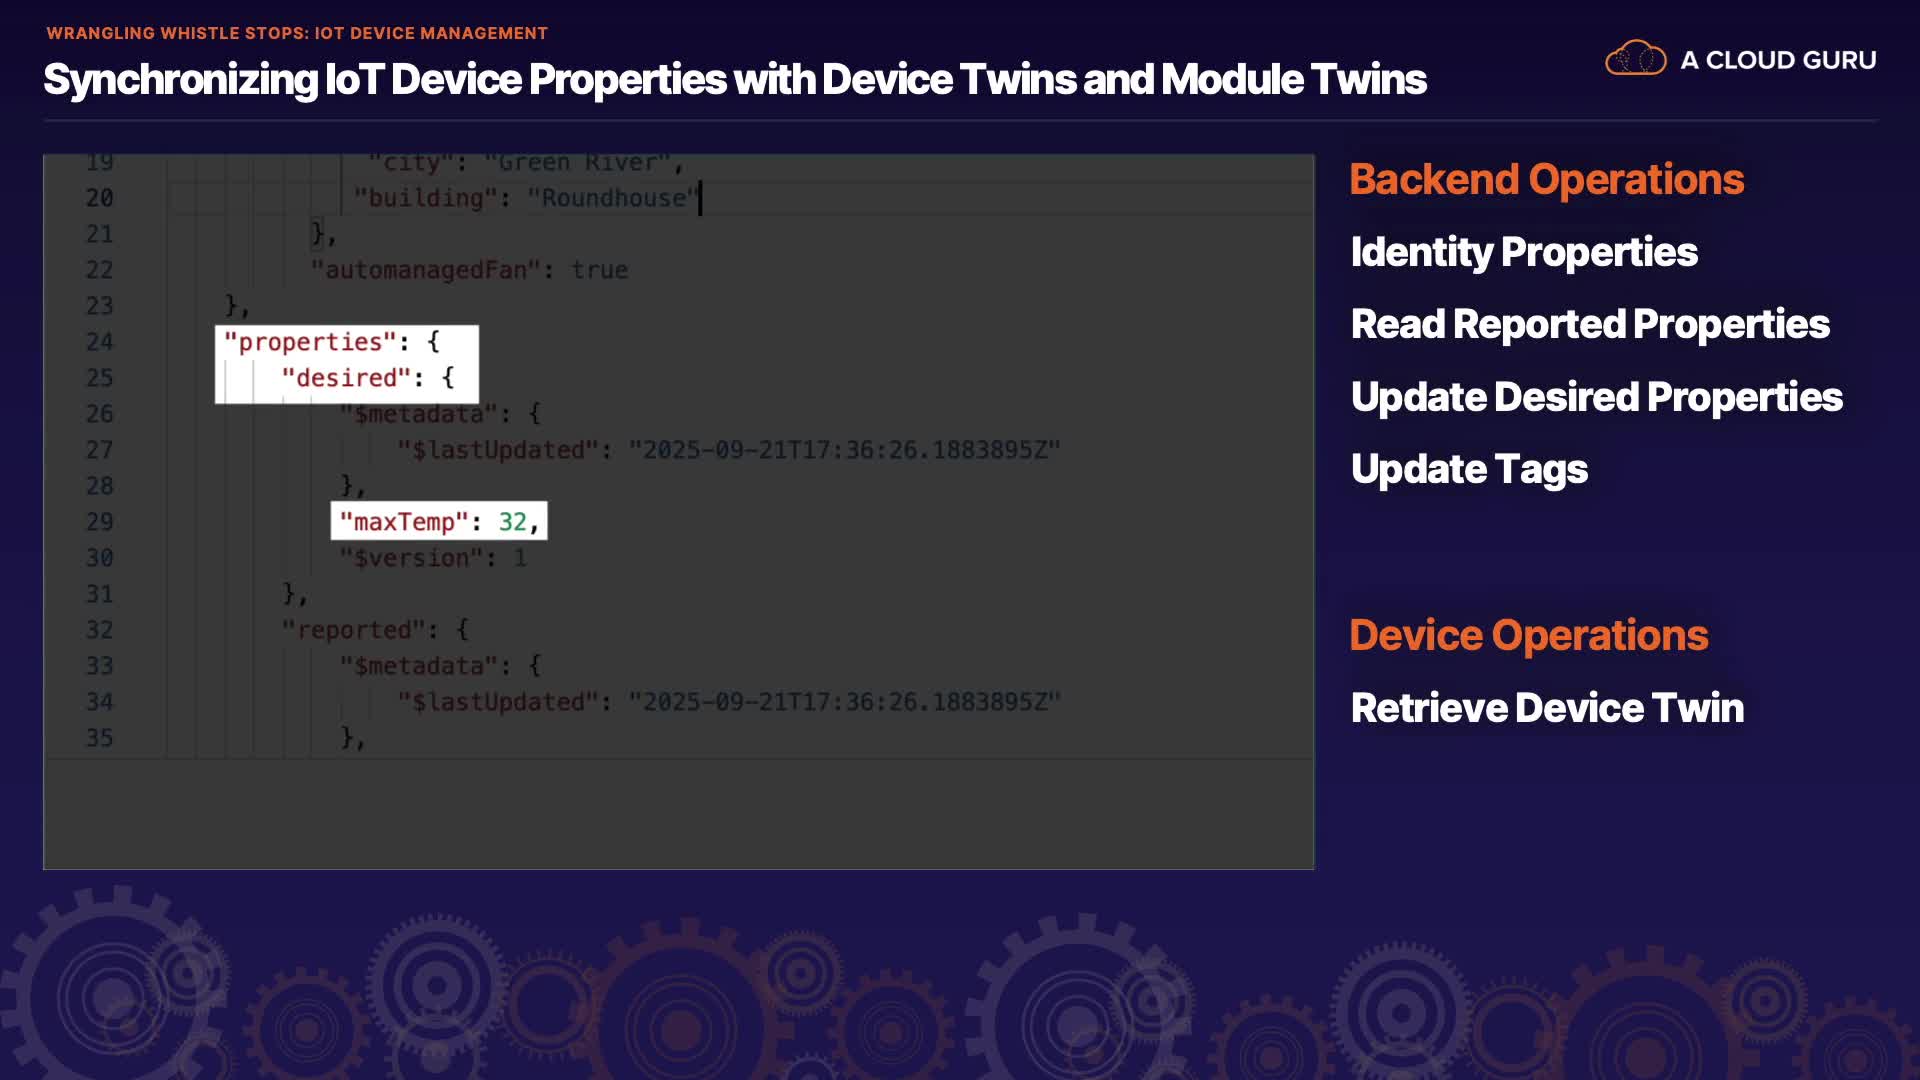 WRANGLING WHISTLE STOPS: IOT DEVICE MANAGEMENT
Synchronizing IoT Device Properties with Device Twins and Module Twins
A CLOUD GURU
19 "city": "Green River",
20 "building": "Roundhouse"
21 },
22 "automanagedFan": true
23 },
24 "properties": {
25 "desired": {
26 "$metadata": {
27 "$lastUpdated": "2025-09-21T17:36:26.1883895Z"
28 },
29 "maxTemp": 32,
30 "$version": 1
31 },
32 "reported": {
33 "$metadata": {
34 "$lastUpdated": "2025-09-21T17:36:26.1883895Z"
35 },
Backend Operations
Identity Properties
Read Reported Properties
Update Desired Properties
Update Tags
Device Operations
Retrieve Device Twin